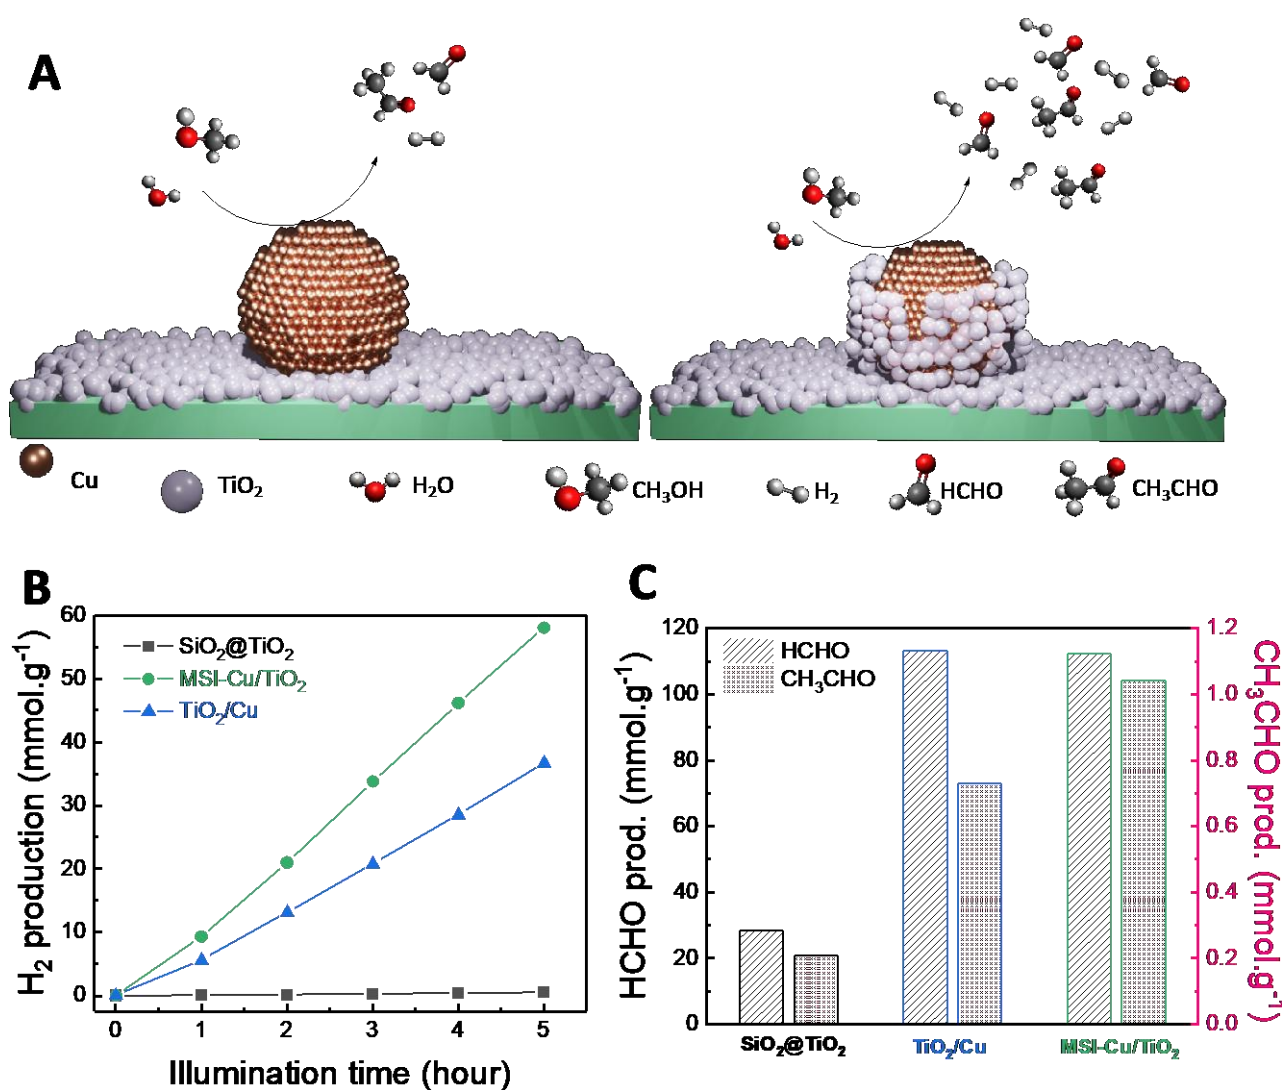 A
Cu
TiO₂
H₂O
CH₃OH
H₂
HCHO
CH₃CHO
B
H₂ production (mmol.g⁻¹)
60
50
40
30
20
10
0
SiO₂@TiO₂
MSI-Cu/TiO₂
TiO₂/Cu
0 1 2 3 4 5
Illumination time (hour)
C
HCHO prod. (mmol.g⁻¹)
120
100
80
60
40
20
0
HCHO
CH₃CHO
1.2
1.0
0.8
0.6
0.4
0.2
0.0
CH₃CHO prod. (mmol.g⁻¹)
SiO₂@TiO₂ TiO₂/Cu MSI-Cu/TiO₂